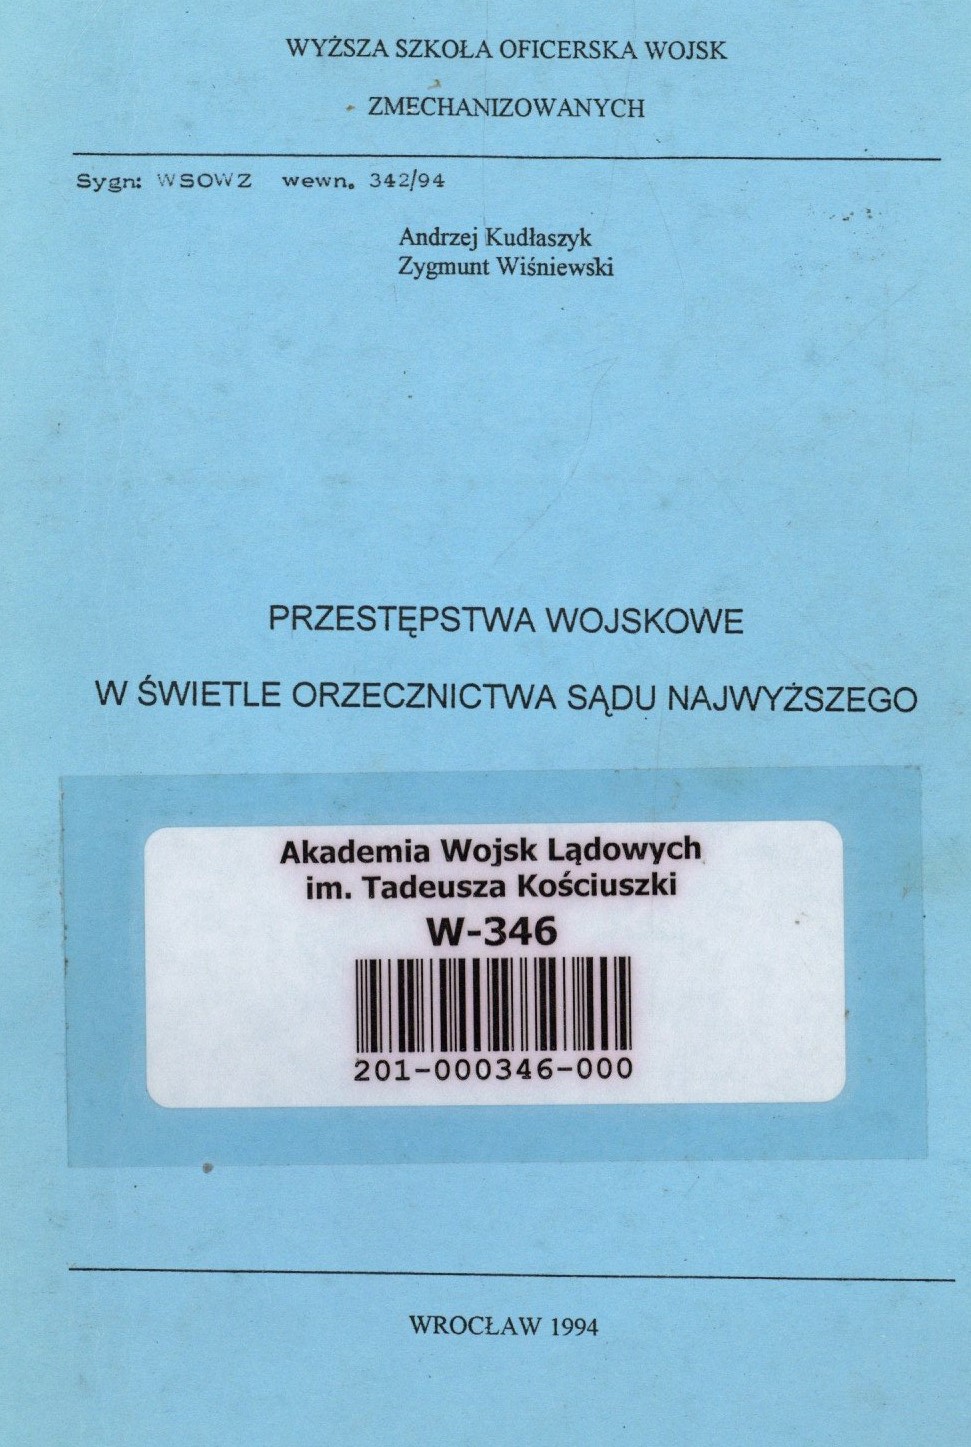 WYŻSZA SZKOŁA OFICERSKA WOJSK
ZMECHANIZOWANYCH
Sygn: WSOWZ wewn. 342/94
Andrzej Kudłaszyk
Zygmunt Wiśniewski
PRZESTĘPSTWA WOJSKOWE
W ŚWIETLE ORZECZNICTWA SĄDU NAJWYŻSZEGO
Akademia Wojsk Lądowych
im. Tadeusza Kościuszki
W-346
201-000346-000
WROCŁAW 1994